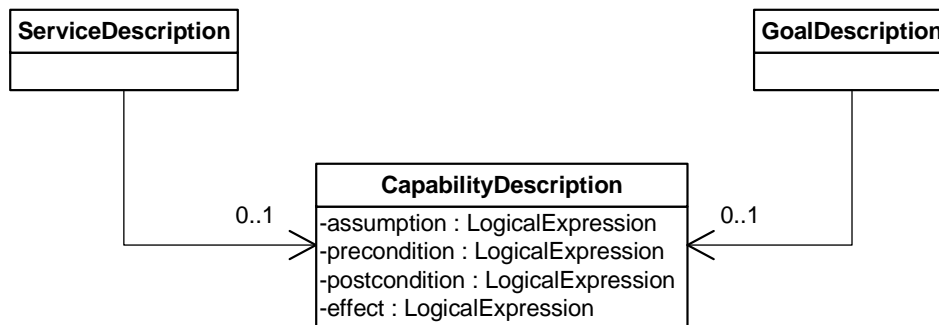 ServiceDescription
GoalDescription
CapabilityDescription
0..1
0..1
-assumption : LogicalExpression
-precondition : LogicalExpression
-postcondition : LogicalExpression
-effect : LogicalExpression